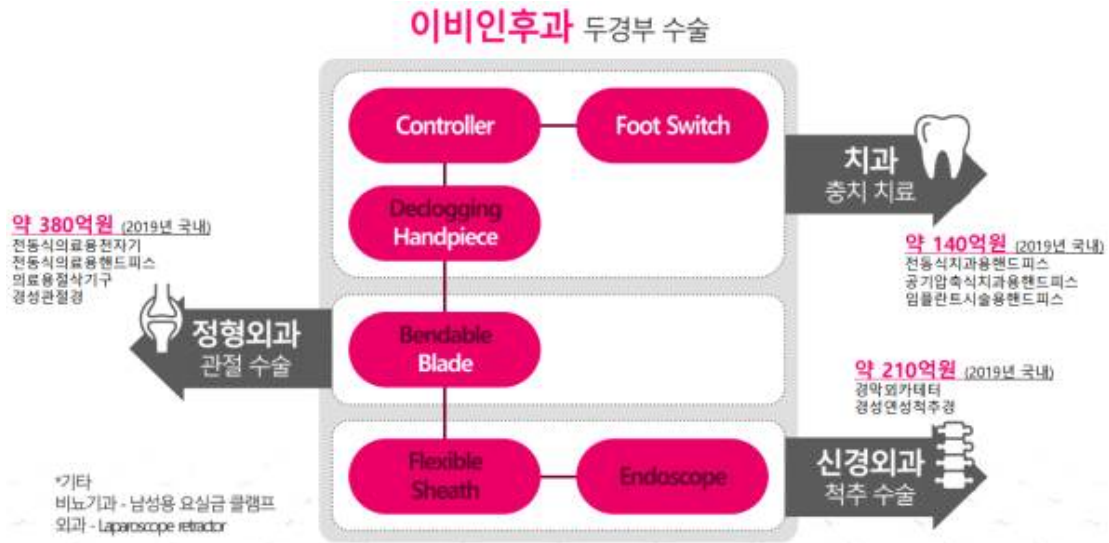 이비인후과 두경부 수술
Controller
Foot Switch
치과
충치 치료
Declogging
Handpiece
약 380억원 (2019년 국내)
전동식의료용전자기
전동식의료용핸드피스
의료용절삭기구
경성관절경
약 140억원 (2019년 국내)
전동식치과용핸드피스
공기압축식치과용핸드피스
임플란트시술용핸드피스
정형외과
관절 수술
Bendable
Blade
약 210억원 (2019년 국내)
경막외카테터
경성연성척추경
Flexible
Sheath
Endoscope
신경외과
척추 수술
*기타
비뇨기과 - 남성용 요실금 클램프
외과 - Laparoscope retractor